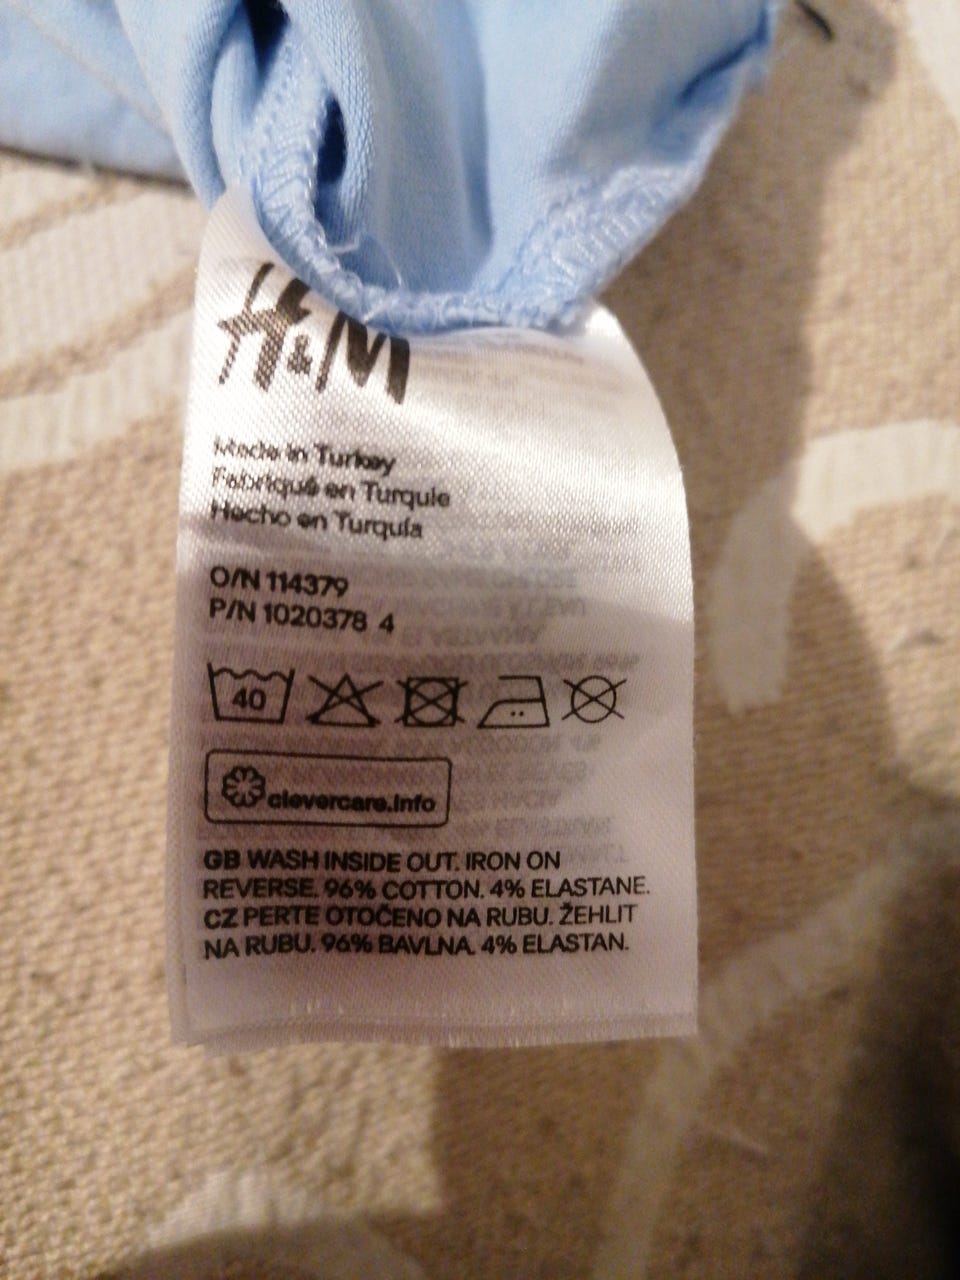 H&M
Made in Turkey
Fabriqué en Turquie
Hecho en Turquía
O/N 114379
P/N 1020378 4
40
clevercare.info
GB WASH INSIDE OUT. IRON ON
REVERSE. 96% COTTON. 4% ELASTANE.
CZ PERTE OTOČENO NA RUBU. ŽEHLIT
NA RUBU. 96% BAVLNA. 4% ELASTAN.